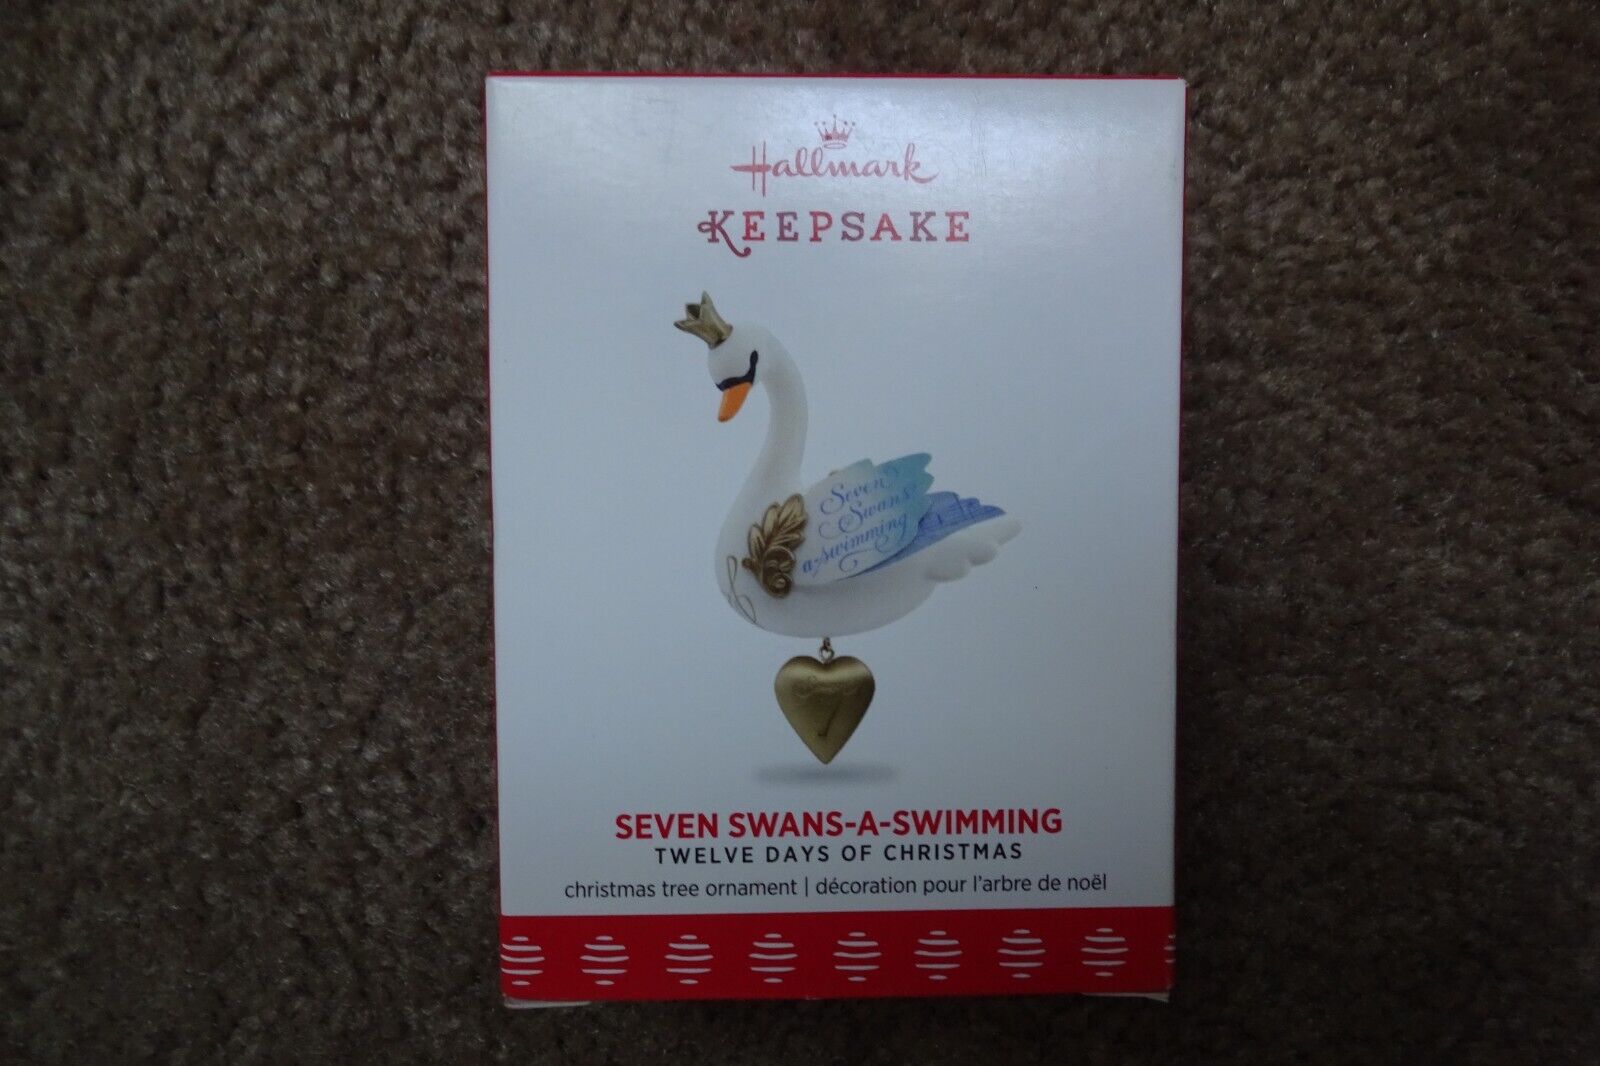 Hallmark
KEEPSAKE
Seven
Swans
a-swimming
7
SEVEN SWANS-A-SWIMMING
TWELVE DAYS OF CHRISTMAS
christmas tree ornament | décoration pour l'arbre de noël